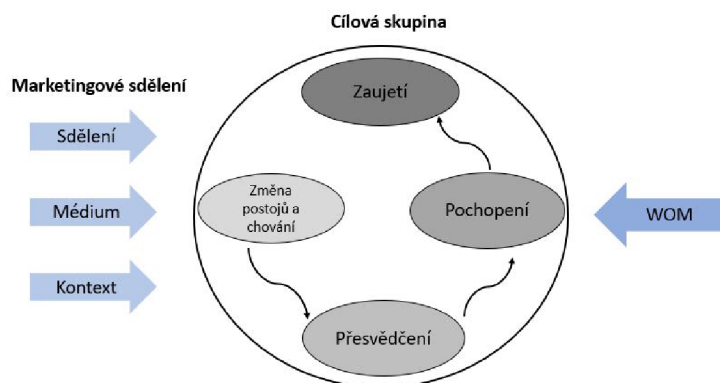 Cílová skupina
Marketingové sdělení
Sdělení
Médium
Kontext
Zaujetí
Změna
postojů a
chování
Pochopení
Přesvědčení
WOM